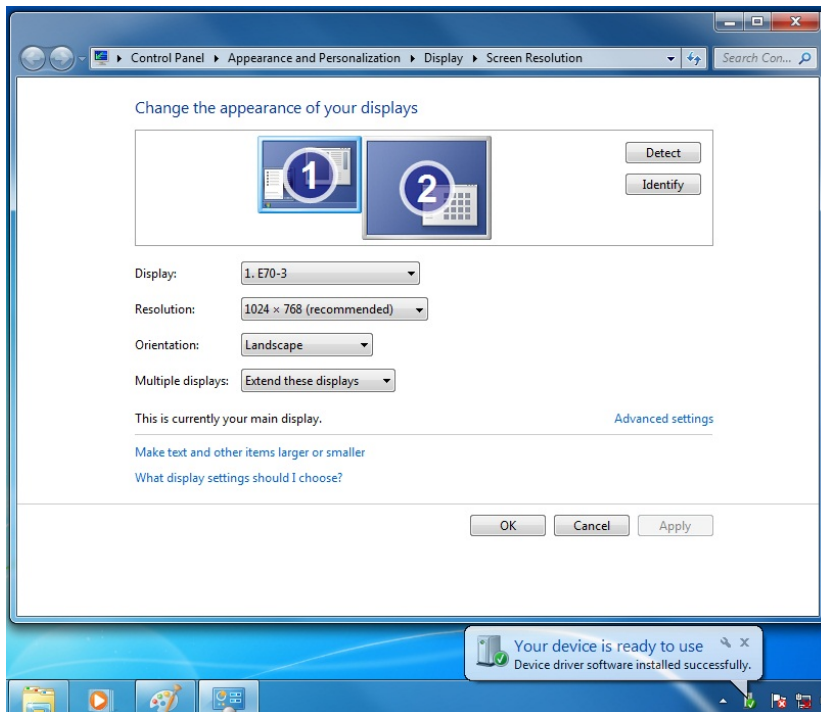 Control Panel ▸ Appearance and Personalization ▸ Display ▸ Screen Resolution
Search Con...
Change the appearance of your displays
1
2
Detect
Identify
Display: 1. E70-3
Resolution: 1024 × 768 (recommended)
Orientation: Landscape
Multiple displays: Extend these displays
This is currently your main display. Advanced settings
Make text and other items larger or smaller
What display settings should I choose?
OK Cancel Apply
Your device is ready to use
Device driver software installed successfully.